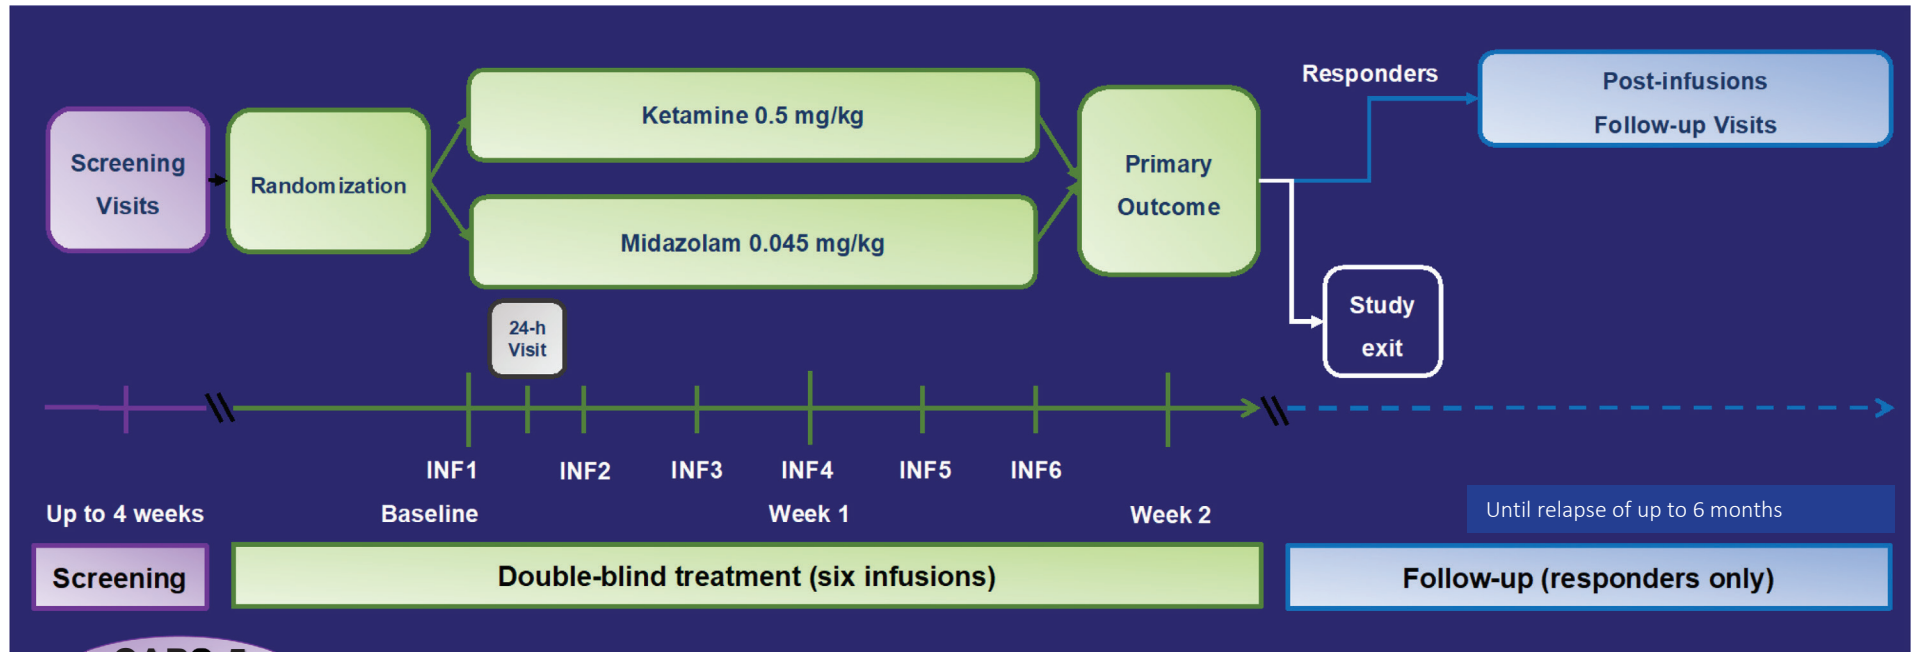 Screening
Visits
Randomization
Ketamine 0.5 mg/kg
Midazolam 0.045 mg/kg
Primary
Outcome
Responders
Post-infusions
Follow-up Visits
Study
exit
24-h
Visit
INF1
INF2
INF3
INF4
INF5
INF6
Up to 4 weeks
Baseline
Week 1
Week 2
Until relapse of up to 6 months
Screening
Double-blind treatment (six infusions)
Follow-up (responders only)